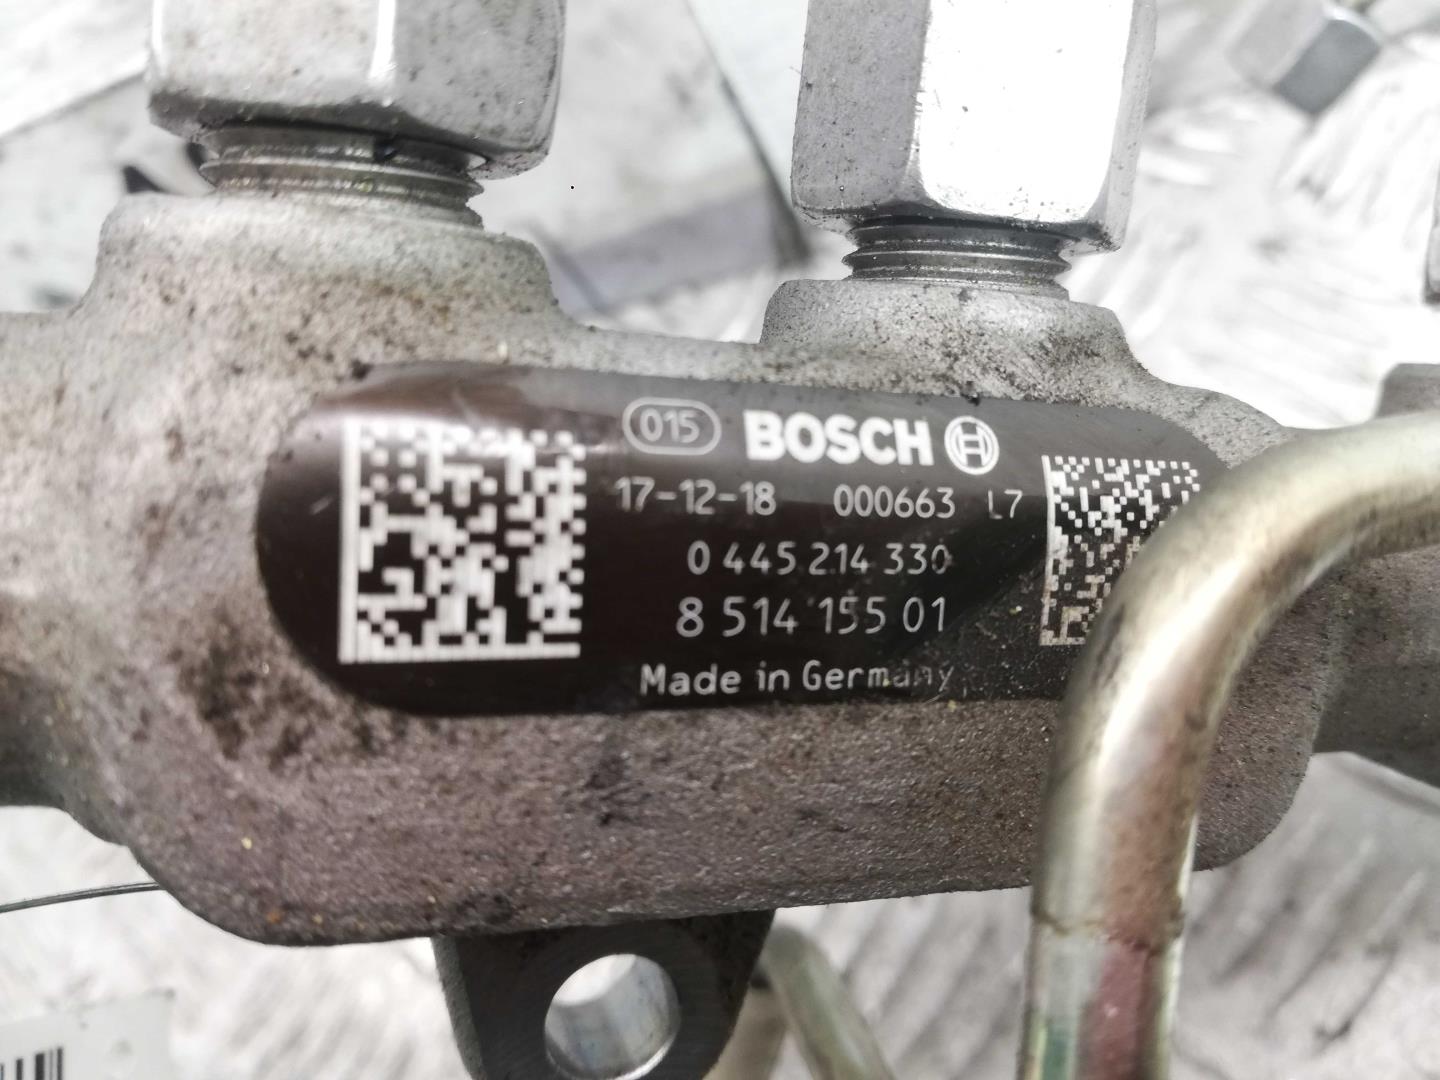 015 BOSCH
17-12-18 000663 L7
0 445 214 330
8 514 155 01
Made in Germany